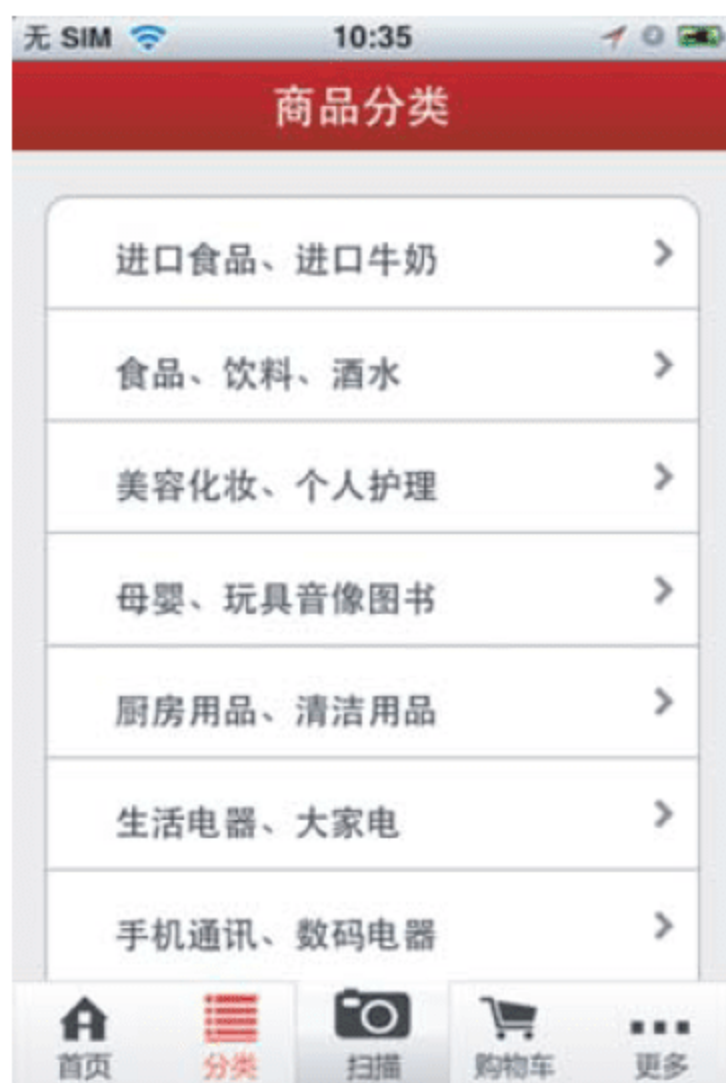 无 SIM 10:35
商品分类
进口食品、进口牛奶
食品、饮料、酒水
美容化妆、个人护理
母婴、玩具音像图书
厨房用品、清洁用品
生活电器、大家电
手机通讯、数码电器
首页 分类 扫描 购物车 更多